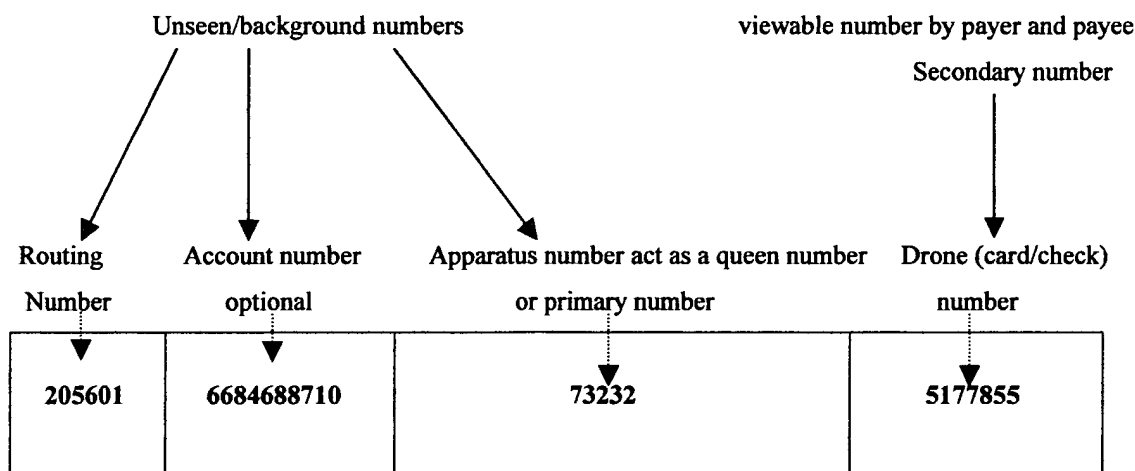 Unseen/background numbers viewable number by payer and payee
Secondary number
Routing Account number Apparatus number act as a queen number Drone (card/check)
Number optional or primary number number
205601 6684688710 73232 5177855